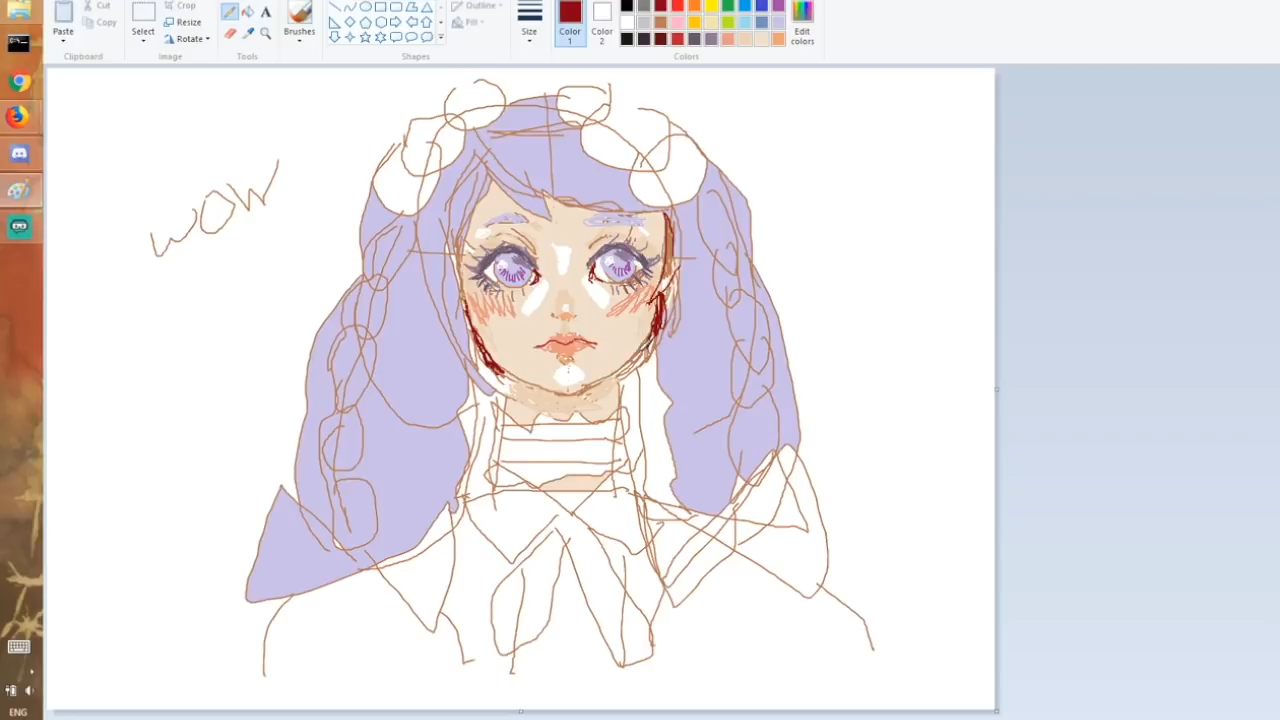 Cut
Crop
Outline
Copy
Resize
Fill
Paste
Select
Rotate
A
Brushes
Size
Color
1
Color
2
Edit
colors
Clipboard
Image
Tools
Shapes
Colors
WOW
ENG